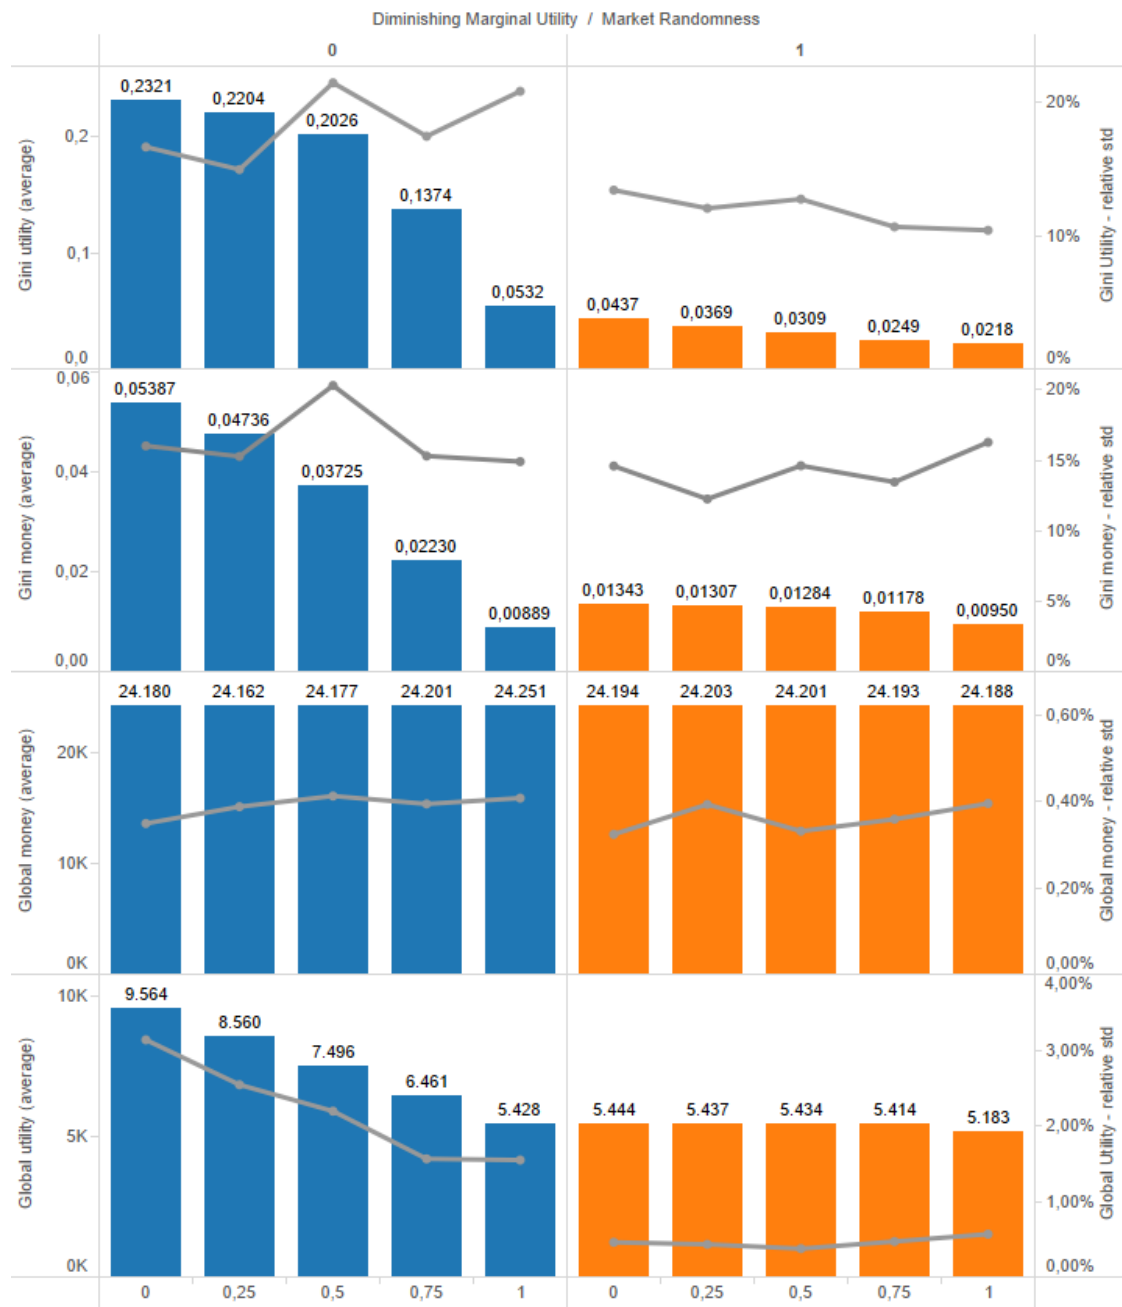 Diminishing Marginal Utility / Market Randomness
0 1
Gini utility (average)
0,2
0,1
0,0
0,2321 0,2204 0,2026 0,1374 0,0532
0,0437 0,0369 0,0309 0,0249 0,0218
20%
10%
0%
Gini Utility - relative std
Gini money (average)
0,06
0,04
0,02
0,00
0,05387 0,04736 0,03725 0,02230 0,00889
0,01343 0,01307 0,01284 0,01178 0,00950
20%
15%
10%
5%
0%
Gini money - relative std
Global money (average)
20K
10K
0K
24.180 24.162 24.177 24.201 24.251
24.194 24.203 24.201 24.193 24.188
0,60%
0,40%
0,20%
0,00%
Global money - relative std
Global utility (average)
10K
5K
0K
9.564 8.560 7.496 6.461 5.428
5.444 5.437 5.434 5.414 5.183
4,00%
3,00%
2,00%
1,00%
0,00%
Global Utility - relative std
0 0,25 0,5 0,75 1 0 0,25 0,5 0,75 1